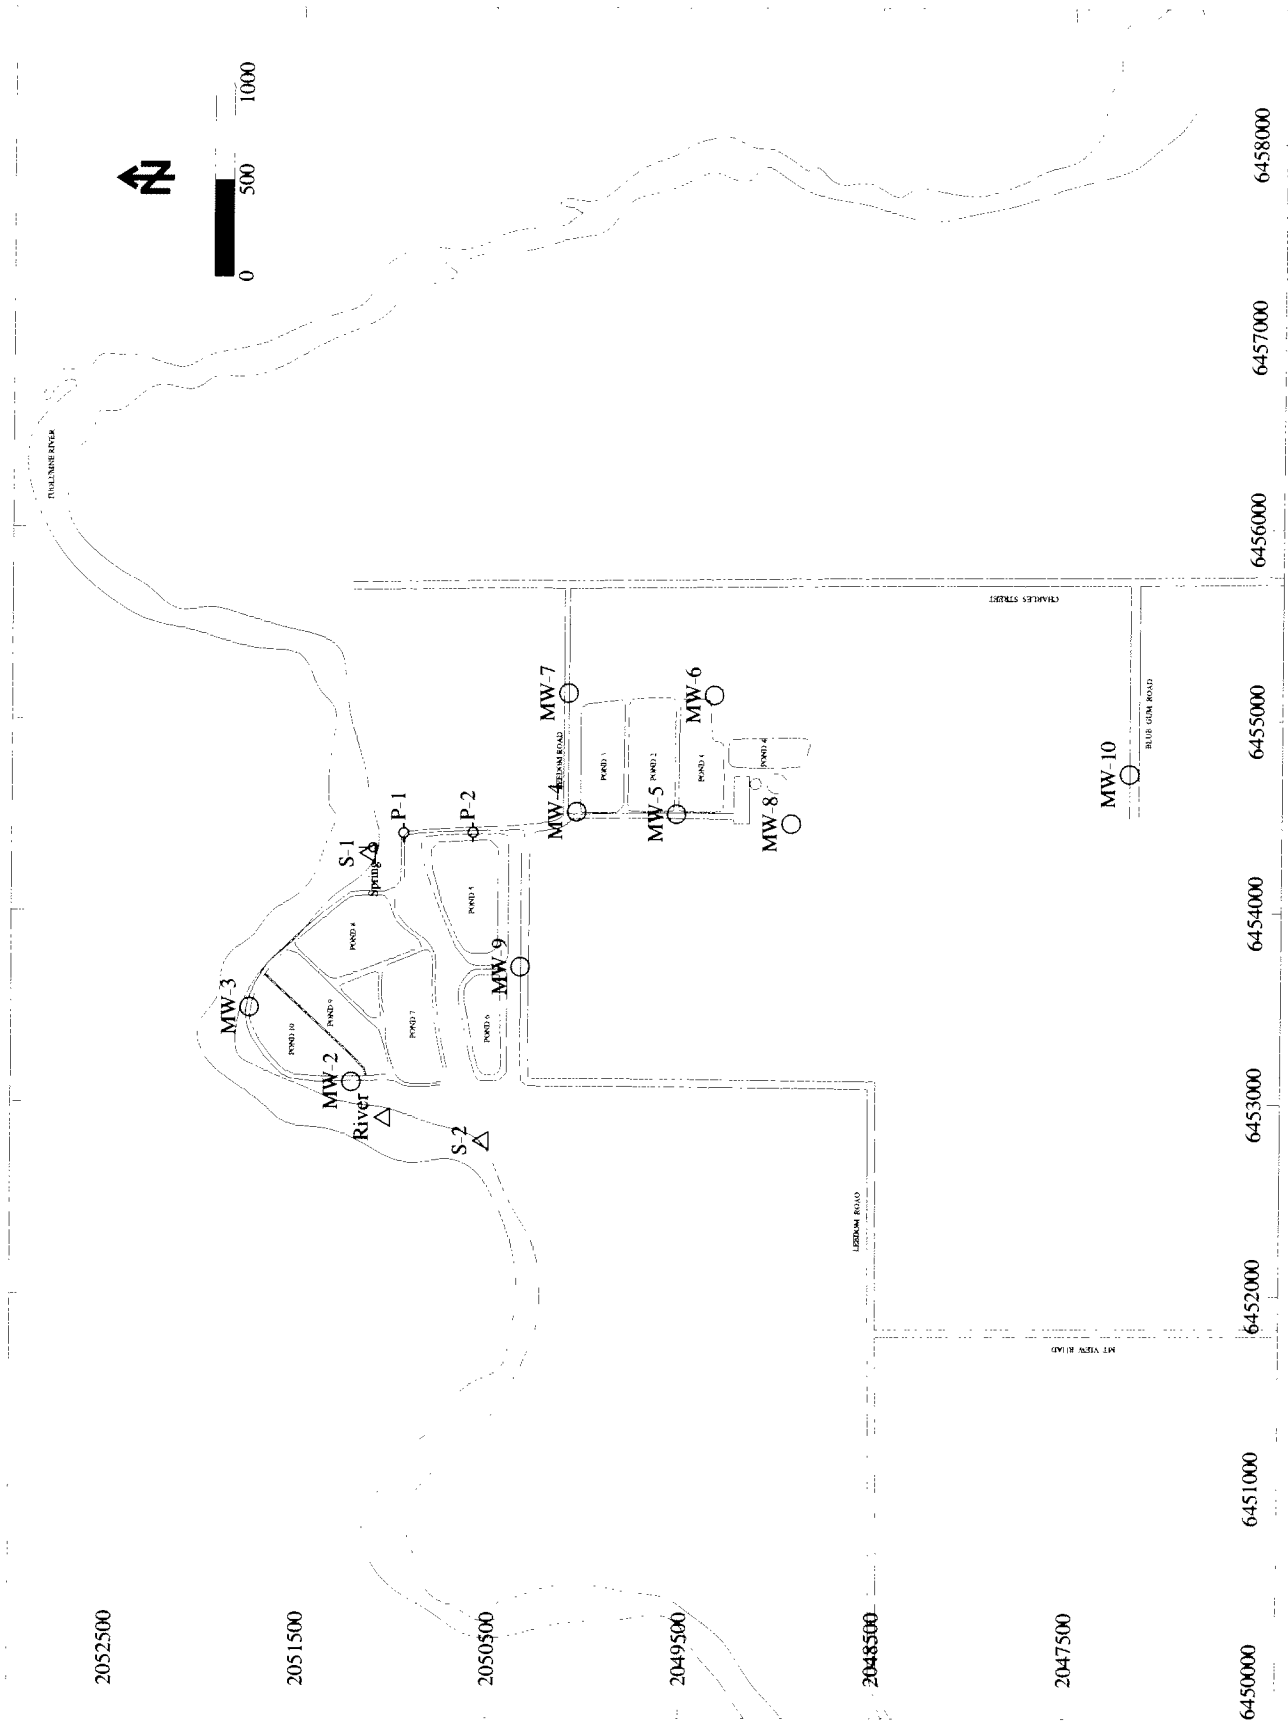 TUOLUMNE RIVER
N
0 500 1000
S-1
Spring
P-1
P-2
MW-3
MW-2
River
S-2
MW-9
MW-4
MW-7
MW-5
MW-6
MW-8
MW-10
POND 10
POND 9
POND 8
POND 7
POND 6
POND 5
POND 3
POND 2
POND 4
LEEDOM ROAD
CHARLES STREET
BLUE GUM ROAD
LEEDOM ROAD
MT VIEW ROAD
2052500
2051500
2050500
2049500
2048500
2047500
6450000
6451000
6452000
6453000
6454000
6455000
6456000
6457000
6458000